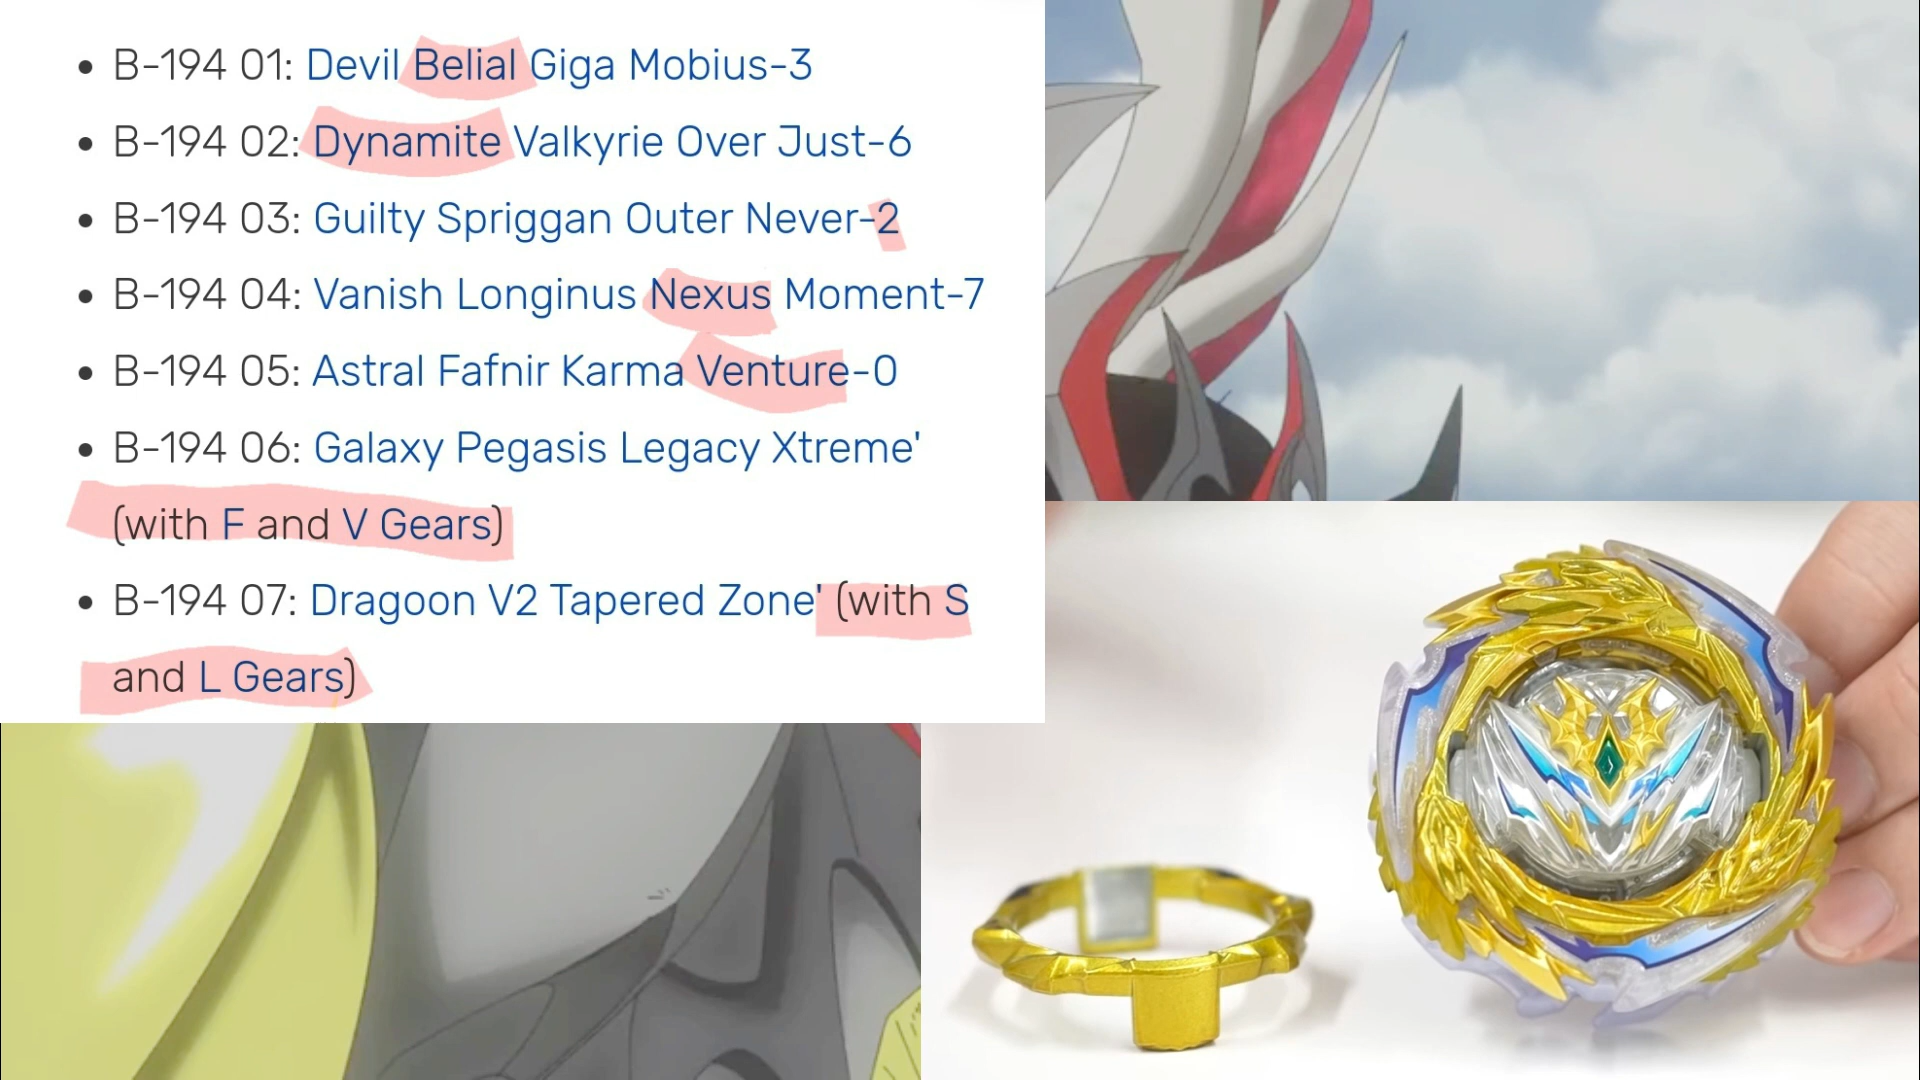 B-194 01: Devil Belial Giga Mobius-3
B-194 02: Dynamite Valkyrie Over Just-6
B-194 03: Guilty Spriggan Outer Never-2
B-194 04: Vanish Longinus Nexus Moment-7
B-194 05: Astral Fafnir Karma Venture-0
B-194 06: Galaxy Pegasis Legacy Xtreme'
(with F and V Gears)
B-194 07: Dragoon V2 Tapered Zone' (with S
and L Gears)